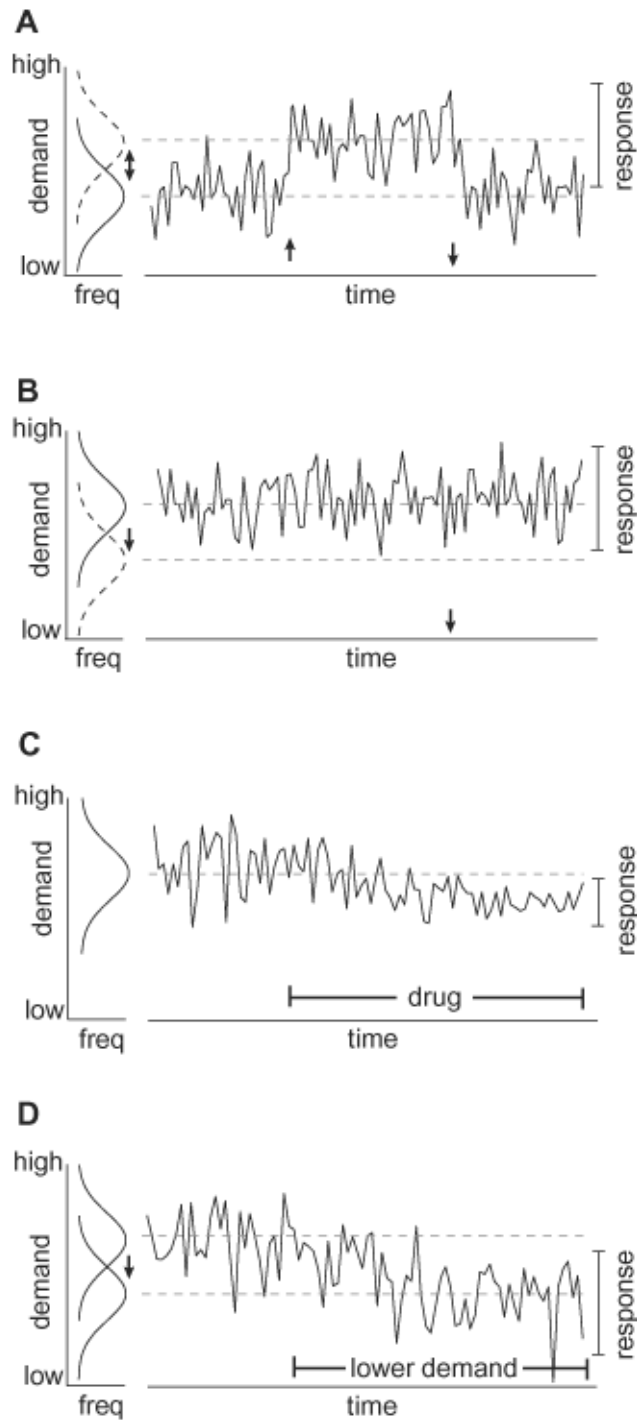 A
high
demand
low
freq
time
response
B
high
demand
low
freq
time
response
C
high
demand
low
freq
drug
time
response
D
high
demand
low
freq
lower demand
time
response